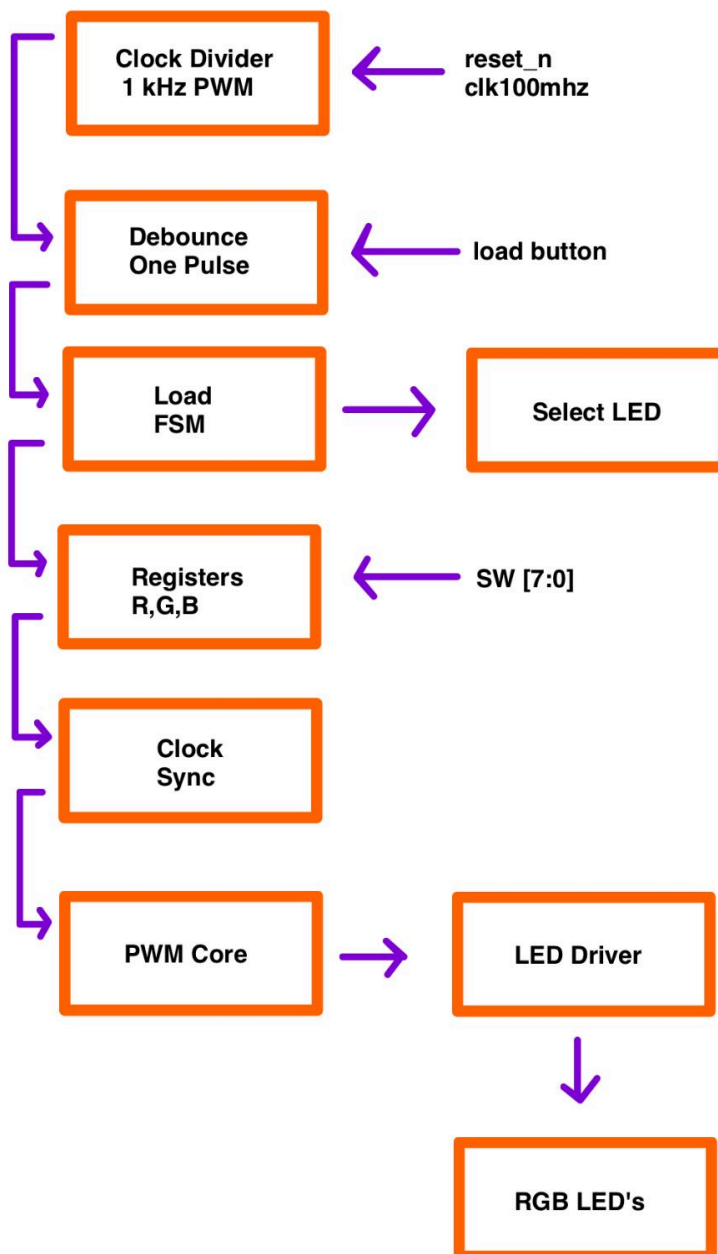 Clock Divider
1 kHz PWM
reset_n
clk100mhz
Debounce
One Pulse
load button
Load
FSM
Select LED
Registers
R,G,B
SW [7:0]
Clock
Sync
PWM Core
LED Driver
RGB LED's